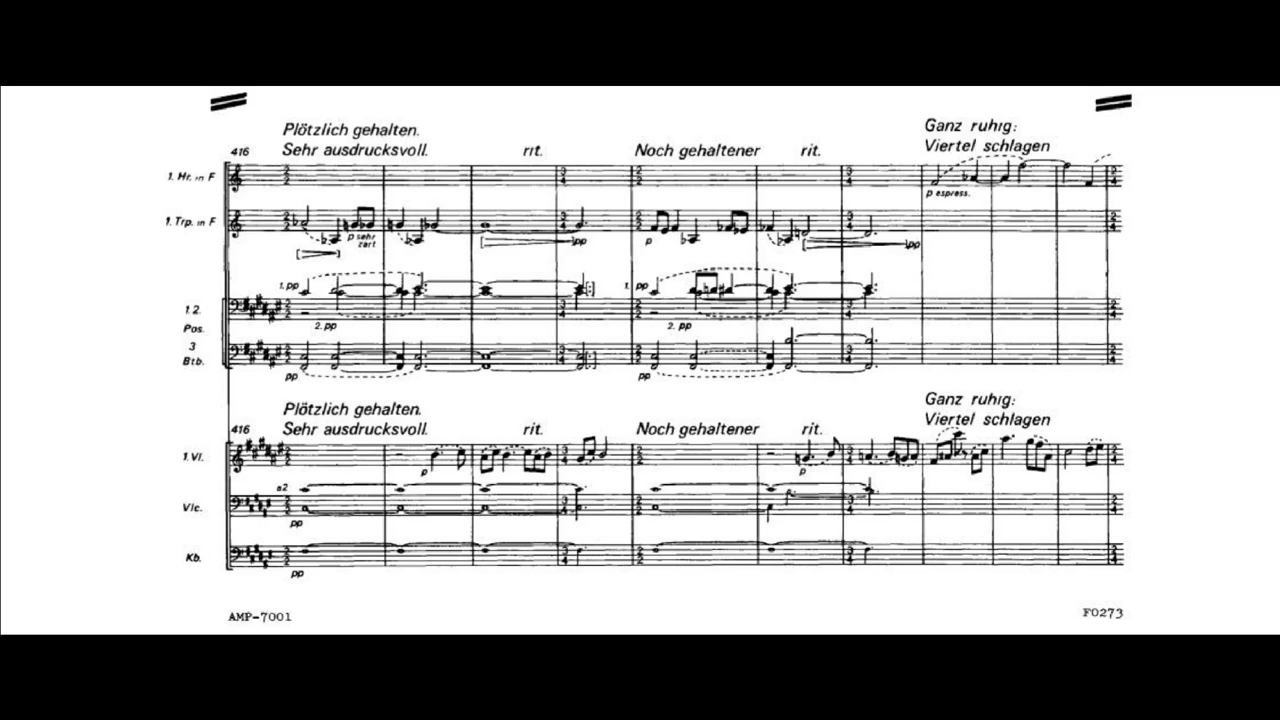 Plötzlich gehalten.
Ganz ruhig:
416 Sehr ausdrucksvoll. rit. Noch gehaltener rit. Viertel schlagen
1. Hr. in F
p espress.
1. Trp. in F
p sehr zart
pp
p
pp
1. pp
1. pp
1.2.
Pos.
2. pp
2. pp
3
Btb.
pp
pp
Plötzlich gehalten.
Ganz ruhig:
416 Sehr ausdrucksvoll. rit. Noch gehaltener rit. Viertel schlagen
1. Vl.
p
p
a2
Vlc.
pp
Kb.
pp
AMP-7001
F0273